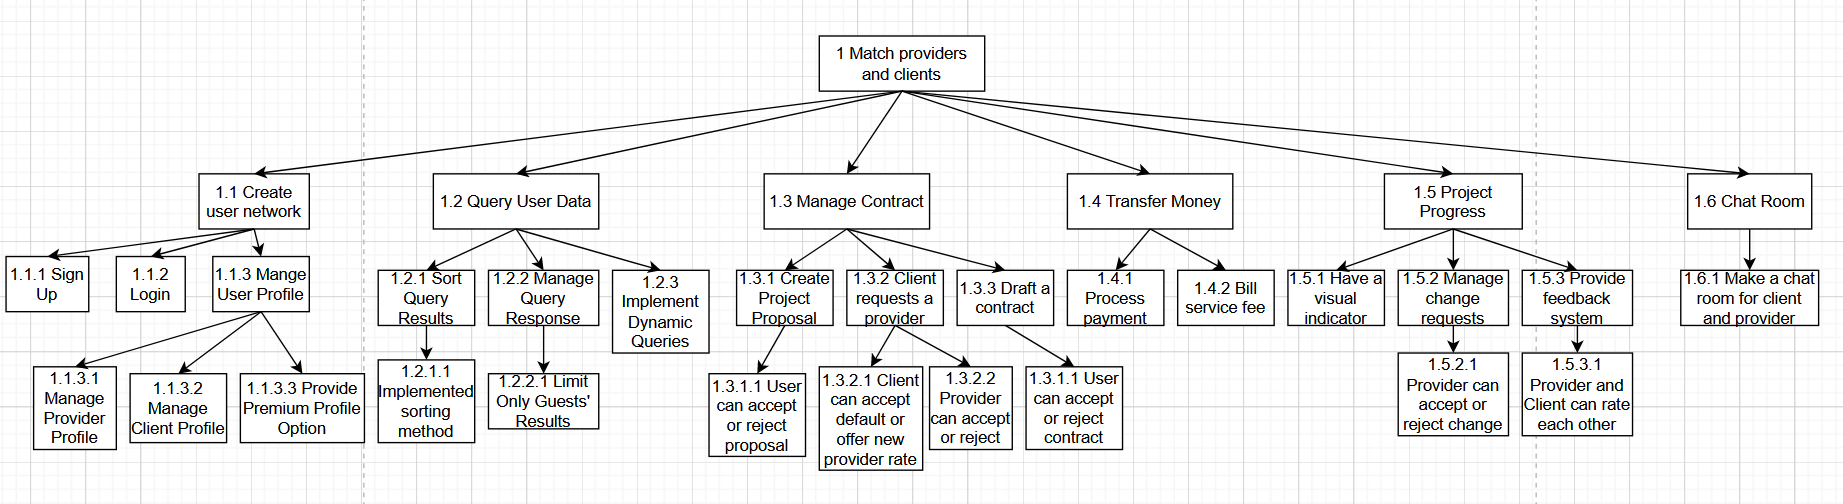 1 Match providers
and clients
1.1 Create
user network
1.2 Query User Data
1.3 Manage Contract
1.4 Transfer Money
1.5 Project
Progress
1.6 Chat Room
1.1.1 Sign
Up
1.1.2
Login
1.1.3 Mange
User Profile
1.2.1 Sort
Query
Results
1.2.2 Manage
Query
Response
1.2.3
Implement
Dynamic
Queries
1.3.1 Create
Project
Proposal
1.3.2 Client
requests a
provider
1.3.3 Draft a
contract
1.4.1
Process
payment
1.4.2 Bill
service fee
1.5.1 Have a
visual
indicator
1.5.2 Manage
change
requests
1.5.3 Provide
feedback
system
1.6.1 Make a chat
room for client
and provider
1.1.3.1
Manage
Provider
Profile
1.1.3.2
Manage
Client Profile
1.1.3.3 Provide
Premium Profile
Option
1.2.1.1
Implemented
sorting
method
1.2.2.1 Limit
Only Guests'
Results
1.3.1.1 User
can accept
or reject
proposal
1.3.2.1 Client
can accept
default or
offer new
provider rate
1.3.2.2
Provider
can accept
or reject
1.3.1.1 User
can accept
or reject
contract
1.5.2.1
Provider can
accept or
reject change
1.5.3.1
Provider and
Client can rate
each other